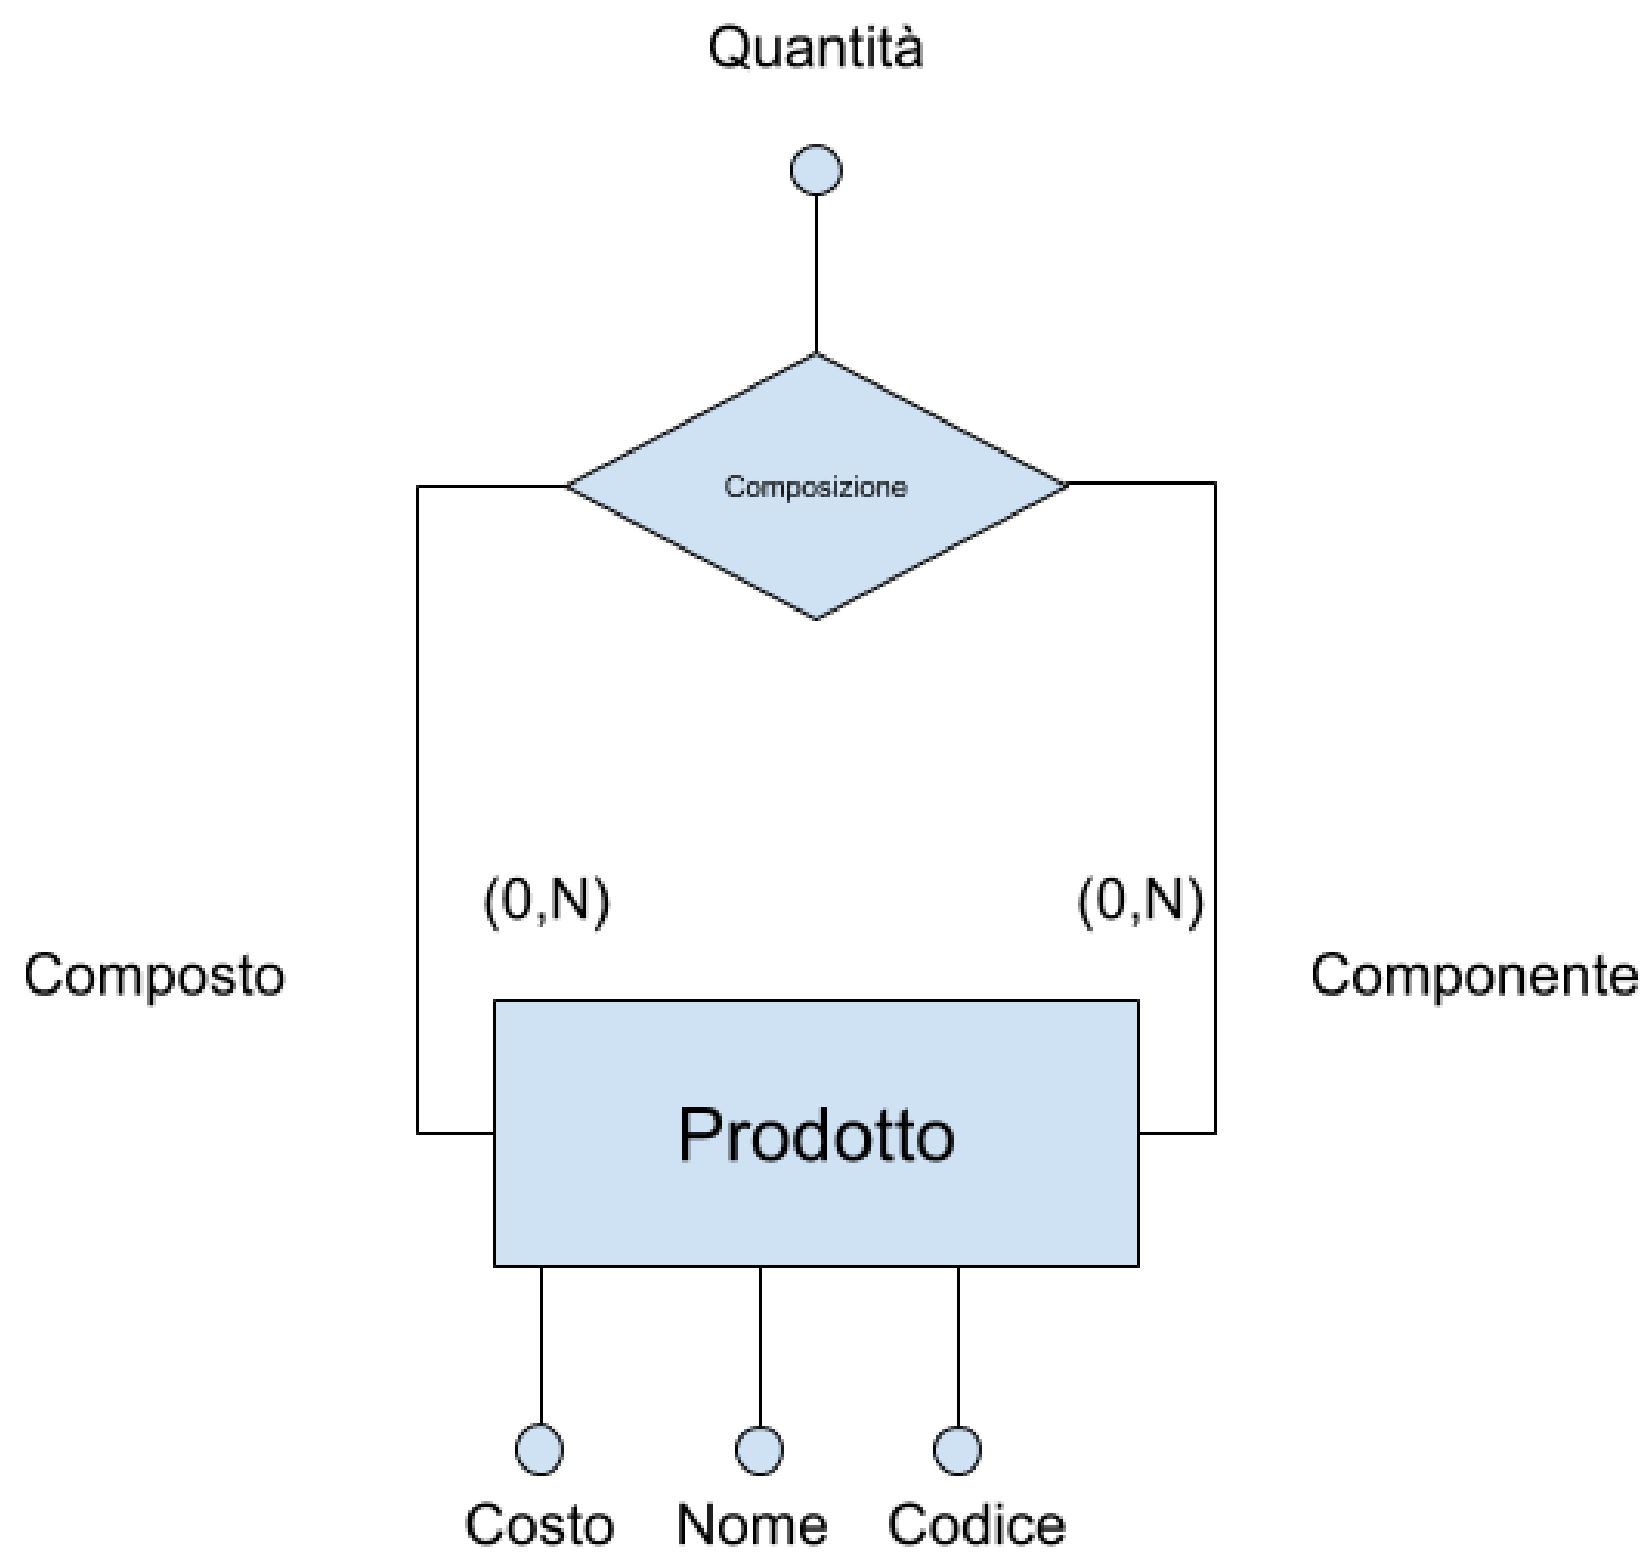 Quantità
Composizione
(0,N) (0,N)
Composto Componente
Prodotto
Costo Nome Codice